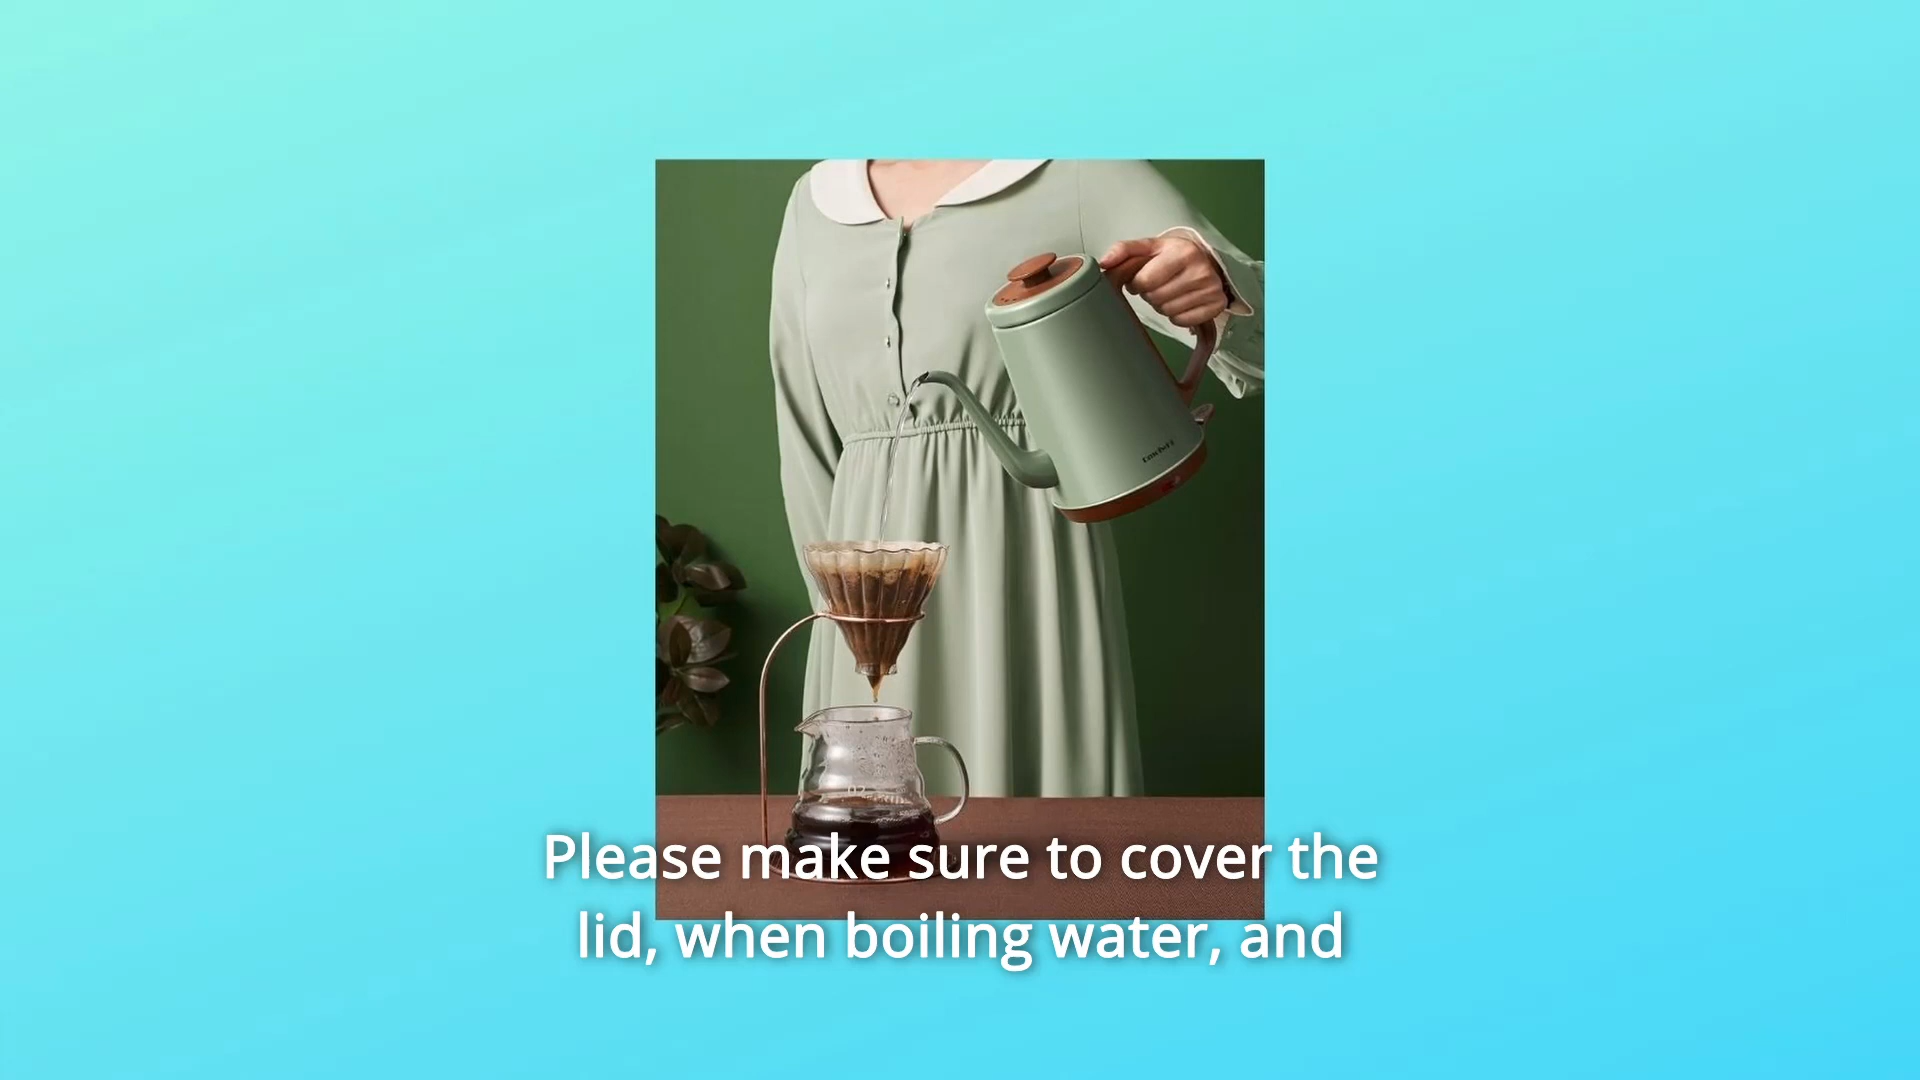 Please make sure to cover the
lid, when boiling water, and